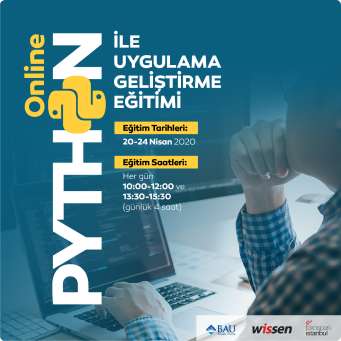 Online
PYTHON
İLE
UYGULAMA
GELİŞTİRME
EĞİTİMİ
Eğitim Tarihleri:
20-24 Nisan 2020
Eğitim Saatleri:
Her gün
10:00-12:00 ve
13:30-15:30
(günlük 4 saat)
BAU
wissen
teknopark
istanbul